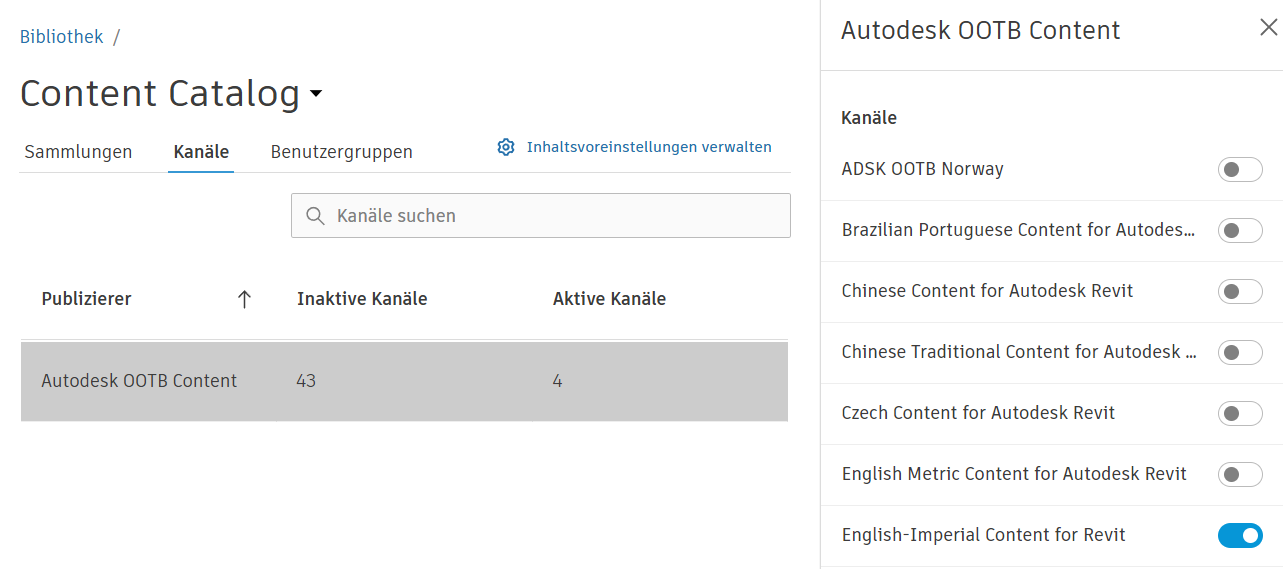 Bibliothek /
Content Catalog
Sammlungen Kanäle Benutzergruppen Inhaltsvoreinstellungen verwalten
Kanäle suchen
Publizierer Inaktive Kanäle Aktive Kanäle
Autodesk OOTB Content 43 4
Autodesk OOTB Content
Kanäle
ADSK OOTB Norway
Brazilian Portuguese Content for Autodes...
Chinese Content for Autodesk Revit
Chinese Traditional Content for Autodesk ...
Czech Content for Autodesk Revit
English Metric Content for Autodesk Revit
English-Imperial Content for Revit